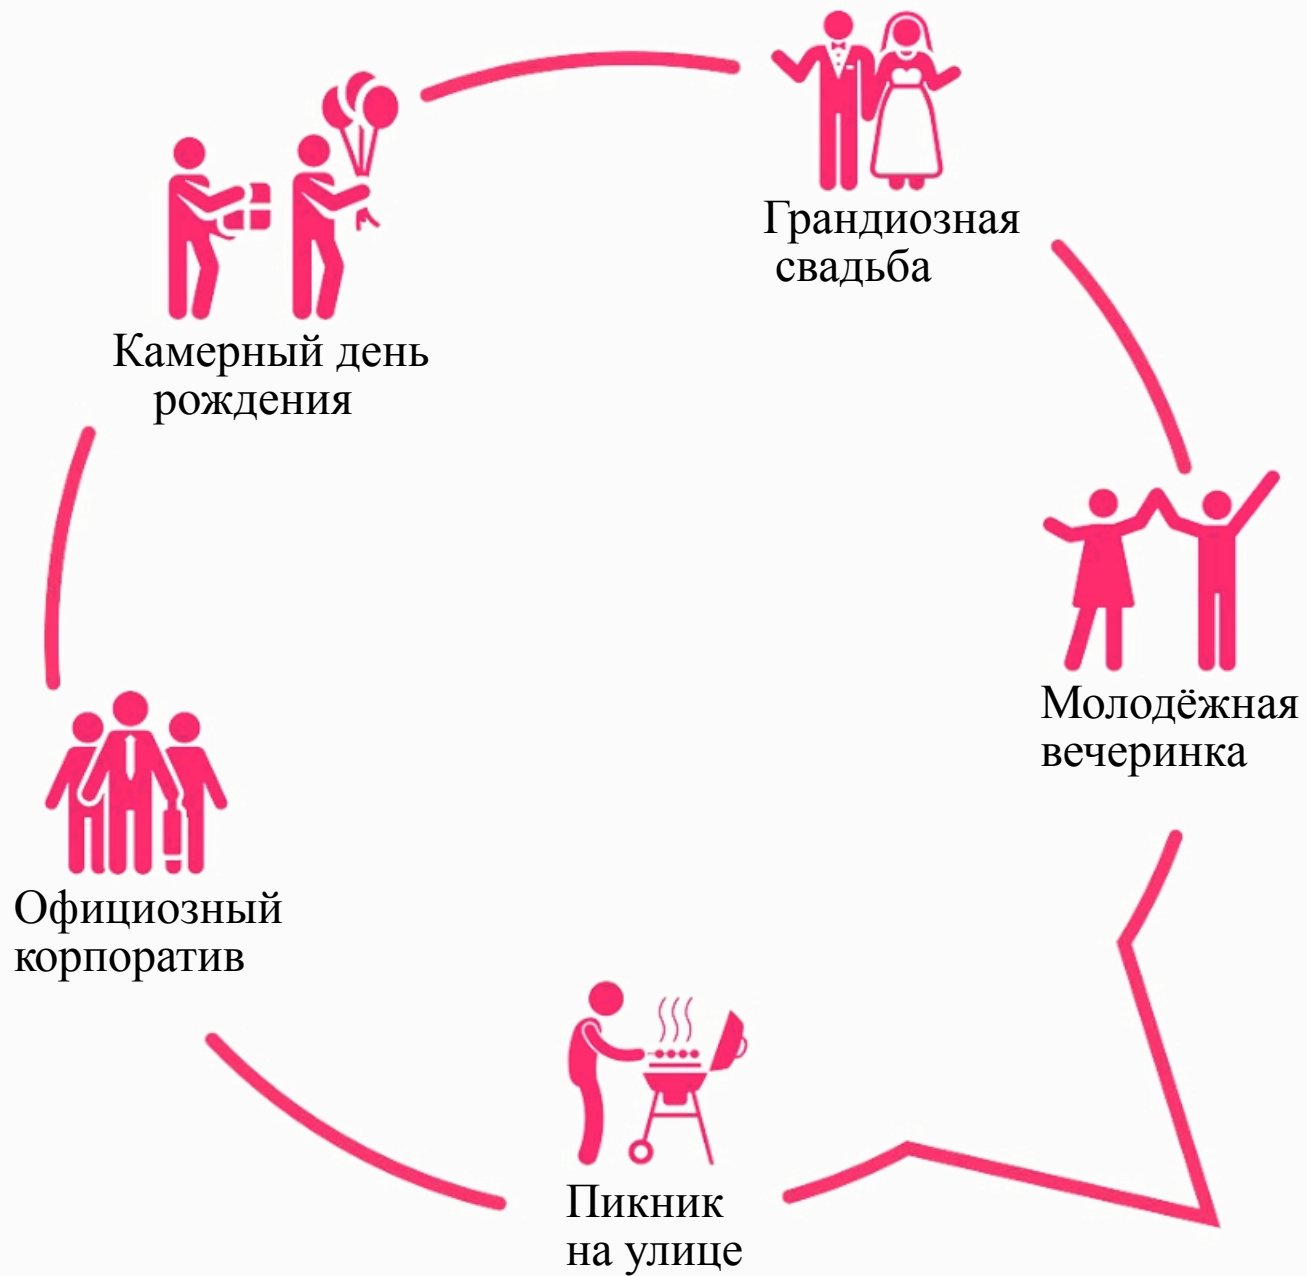 Грандиозная
свадьба
Камерный день
рождения
Молодёжная
вечеринка
Официозный
корпоратив
Пикник
на улице